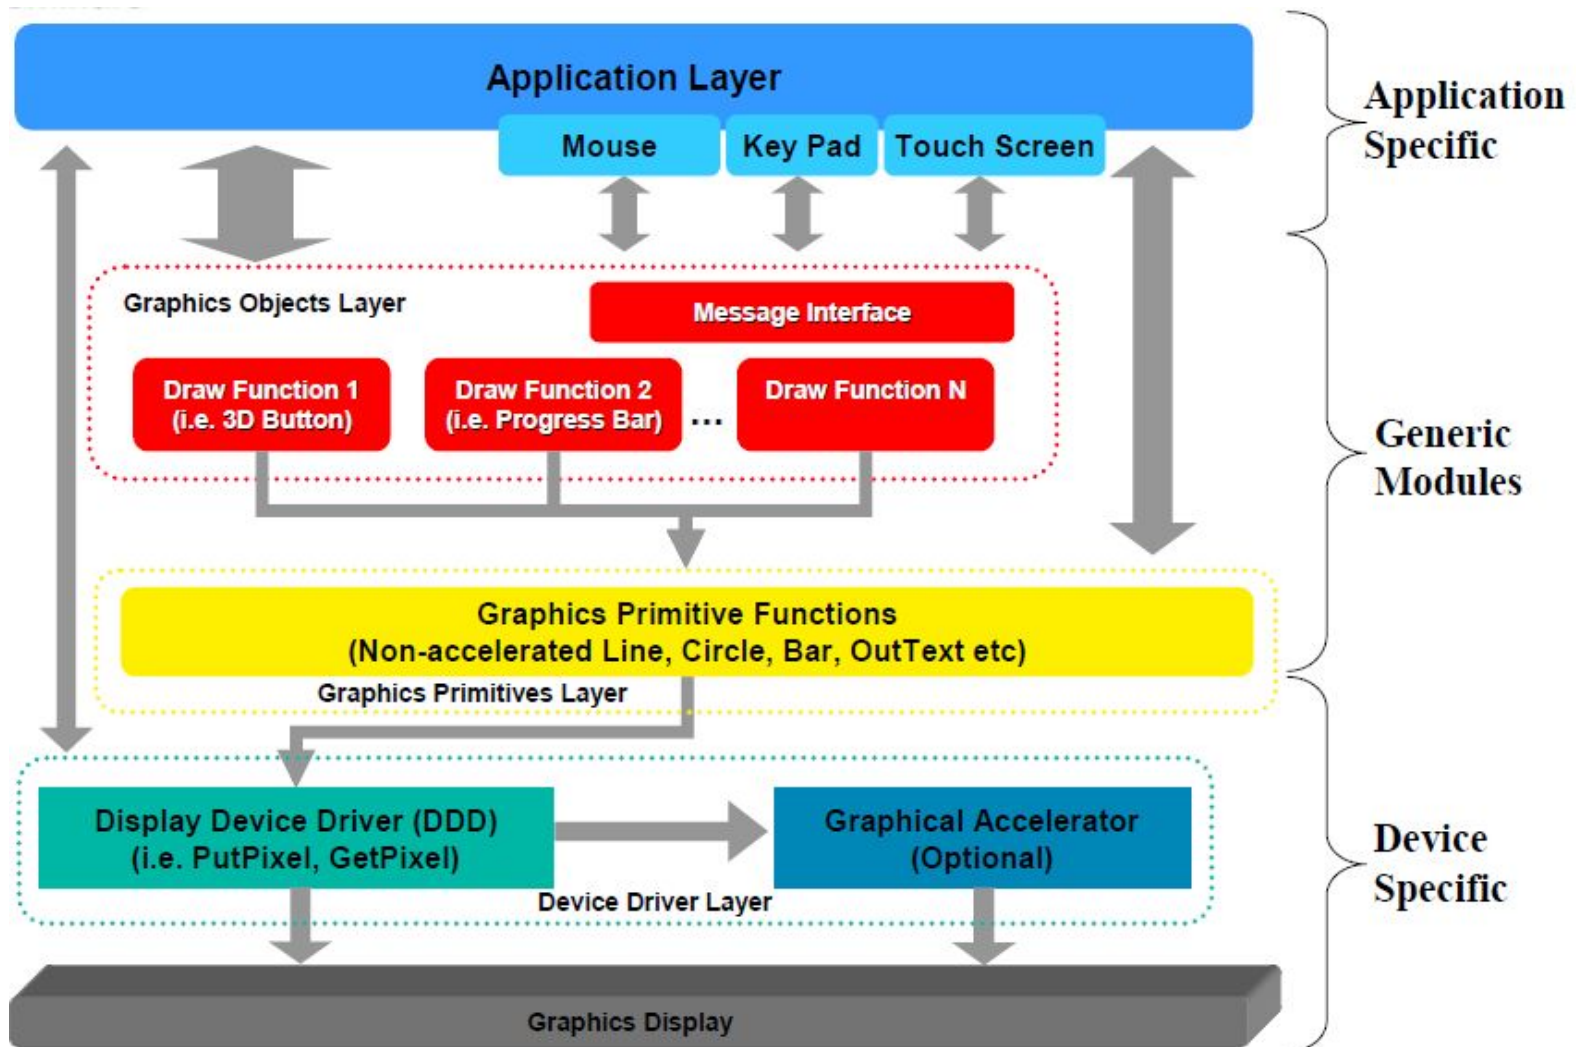 Application Layer
Mouse
Key Pad
Touch Screen
Application
Specific
Graphics Objects Layer
Message Interface
Draw Function 1
(i.e. 3D Button)
Draw Function 2
(i.e. Progress Bar)
...
Draw Function N
Generic
Modules
Graphics Primitive Functions
(Non-accelerated Line, Circle, Bar, OutText etc)
Graphics Primitives Layer
Display Device Driver (DDD)
(i.e. PutPixel, GetPixel)
Graphical Accelerator
(Optional)
Device Driver Layer
Device
Specific
Graphics Display